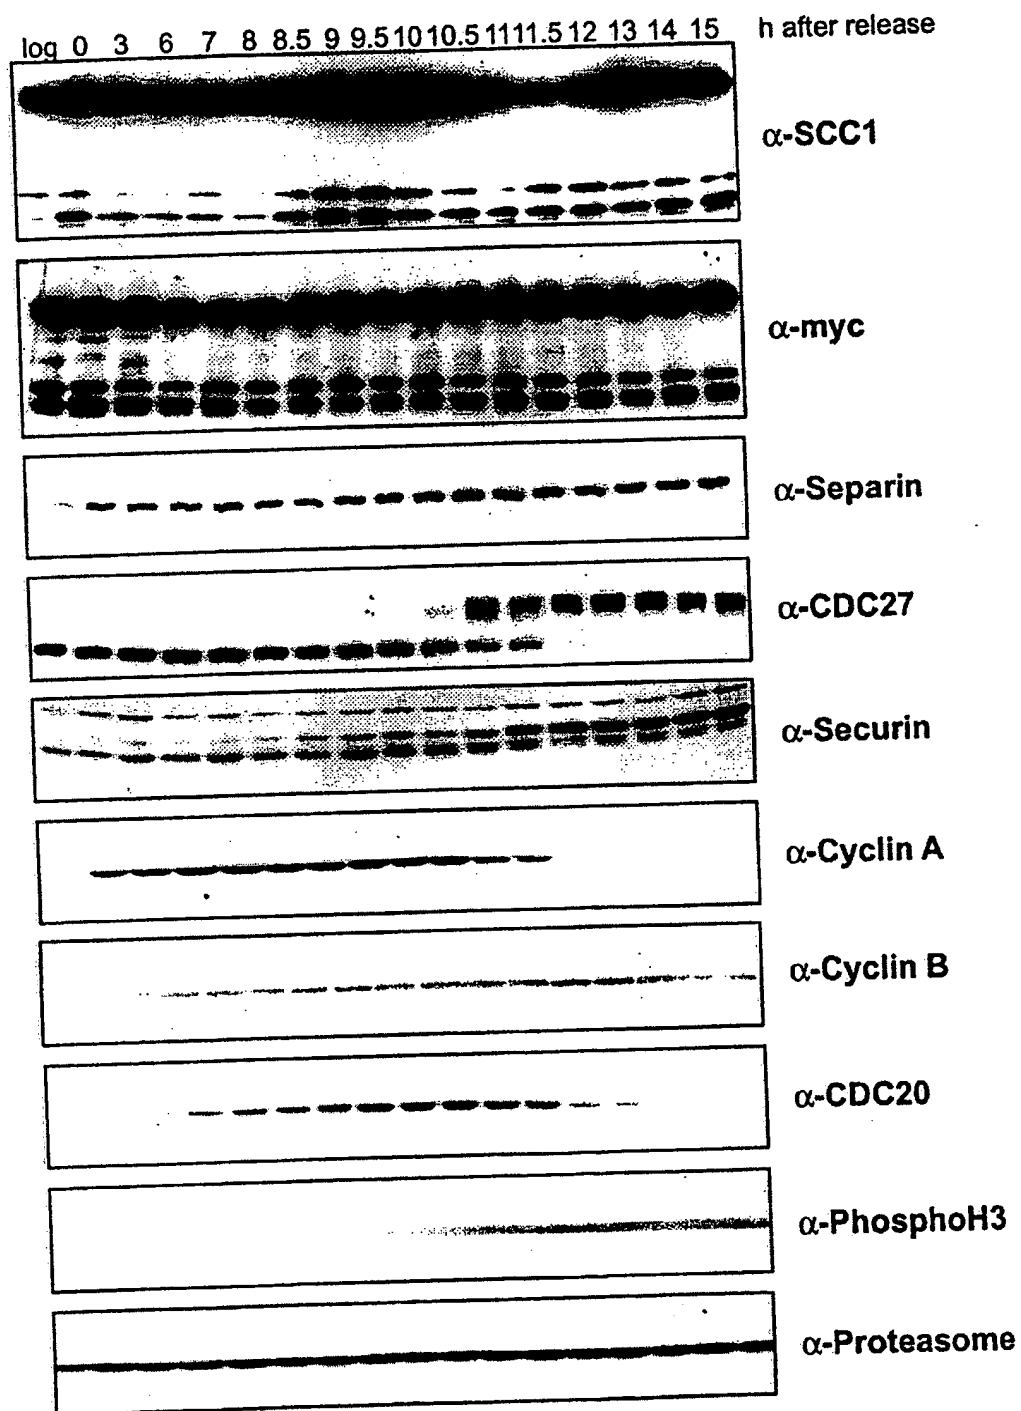 log 0 3 6 7 8 8.5 9 9.5 10 10.5 11 11.5 12 13 14 15 h after release
α-SCC1
α-myc
α-Separin
α-CDC27
α-Securin
α-Cyclin A
α-Cyclin B
α-CDC20
α-PhosphoH3
α-Proteasome